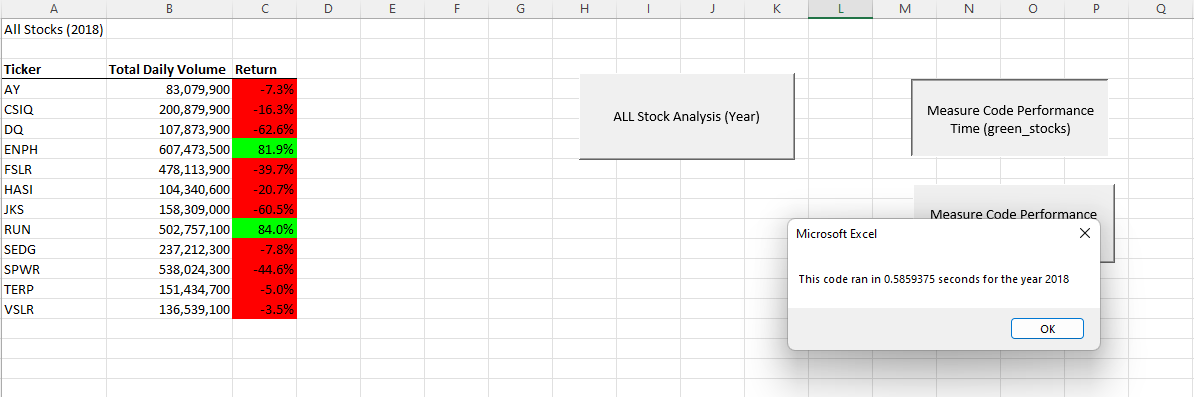 A B C D E F G H I J K L M N O P Q
All Stocks (2018)
Ticker Total Daily Volume Return
AY 83,079,900 -7.3%
CSIQ 200,879,900 -16.3%
DQ 107,873,900 -62.6%
ENPH 607,473,500 81.9%
FSLR 478,113,900 -39.7%
HASI 104,340,600 -20.7%
JKS 158,309,000 -60.5%
RUN 502,757,100 84.0%
SEDG 237,212,300 -7.8%
SPWR 538,024,300 -44.6%
TERP 151,434,700 -5.0%
VSLR 136,539,100 -3.5%
ALL Stock Analysis (Year)
Measure Code Performance
Time (green_stocks)
Measure Code Performance
Microsoft Excel
This code ran in 0.5859375 seconds for the year 2018
OK